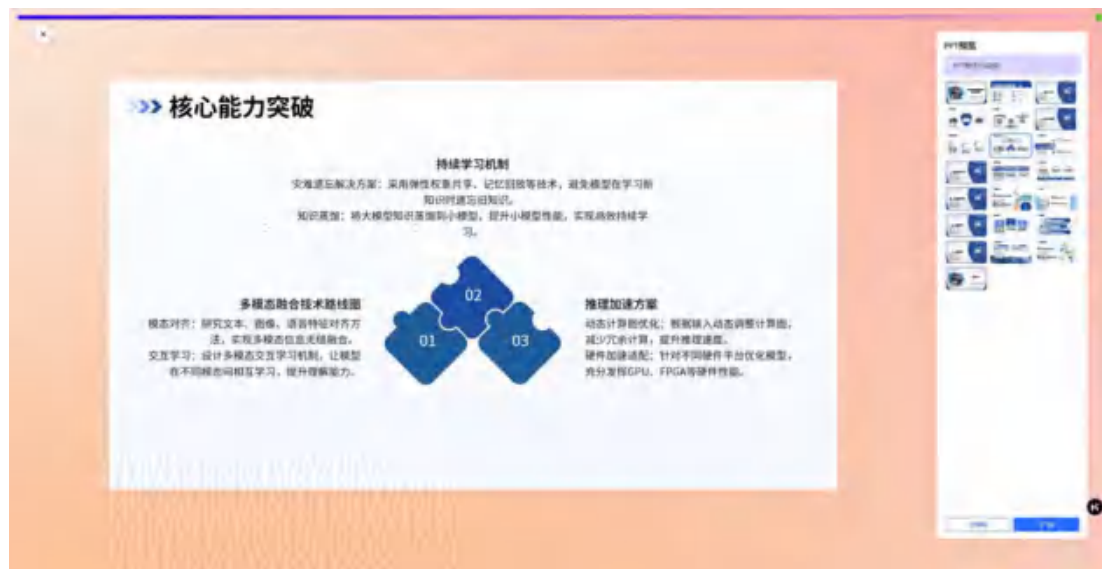 PPT预览
核心能力突破
持续学习机制
灾难遗忘解决方案：采用弹性权重共享、记忆回放等技术，避免模型在学习新
知识时遗忘旧知识。
知识蒸馏：将大模型知识蒸馏到小模型，提升小模型性能，实现高效持续学
习。
02
多模态融合技术路线图
模态对齐：研究文本、图像、语音特征对齐方
法，实现多模态信息无缝融合。
交互学习：设计多模态交互学习机制，让模型
在不同模态间相互学习，提升理解能力。
01
03
推理加速方案
动态计算图优化：根据输入动态调整计算图，
减少冗余计算，提升推理速度。
硬件加速适配：针对不同硬件平台优化模型，
充分发挥GPU、FPGA等硬件性能。